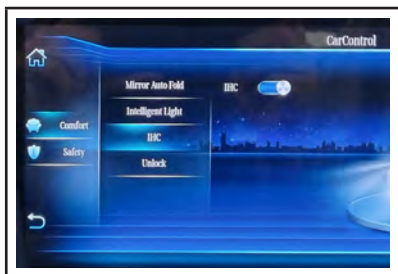 CarControl
Mirror Auto Fold
IHC
Intelligent Light
Comfort
IHC
Safety
Unlock